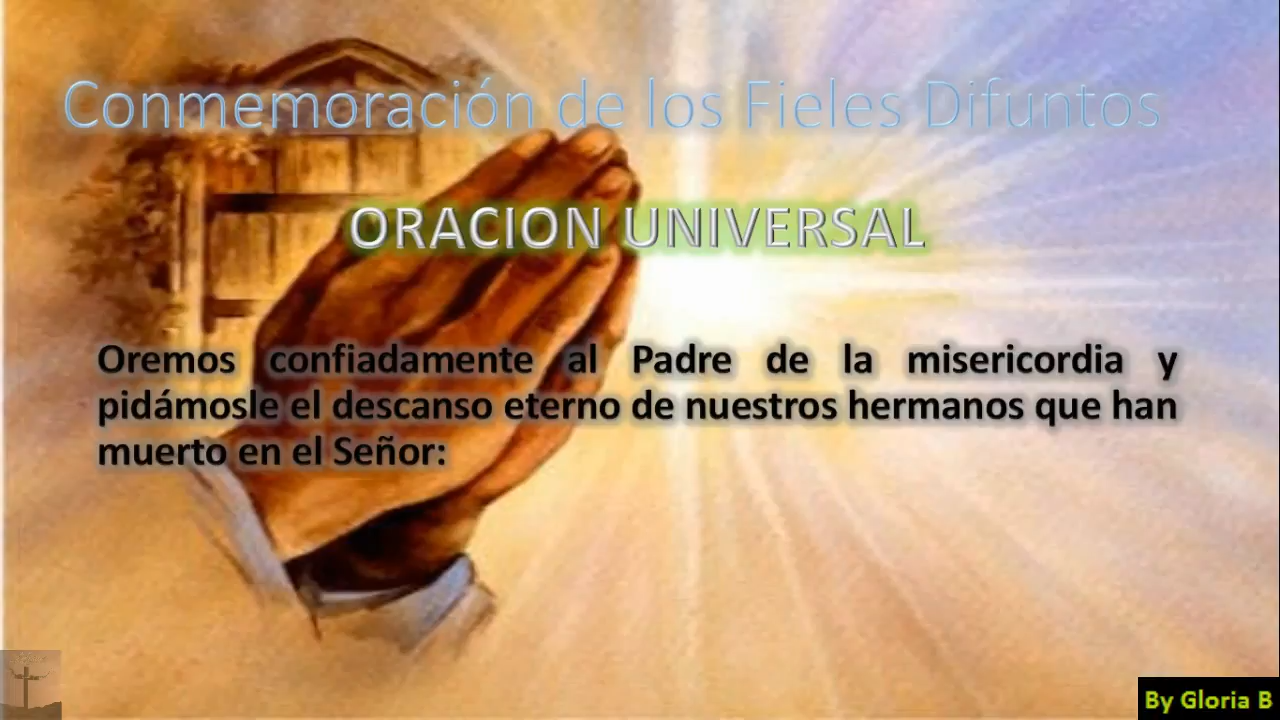 Conmemoración de los Fieles Difuntos
ORACION UNIVERSAL
Oremos confiadamente al Padre de la misericordia y
pidámosle el descanso eterno de nuestros hermanos que han
muerto en el Señor:
By Gloria B